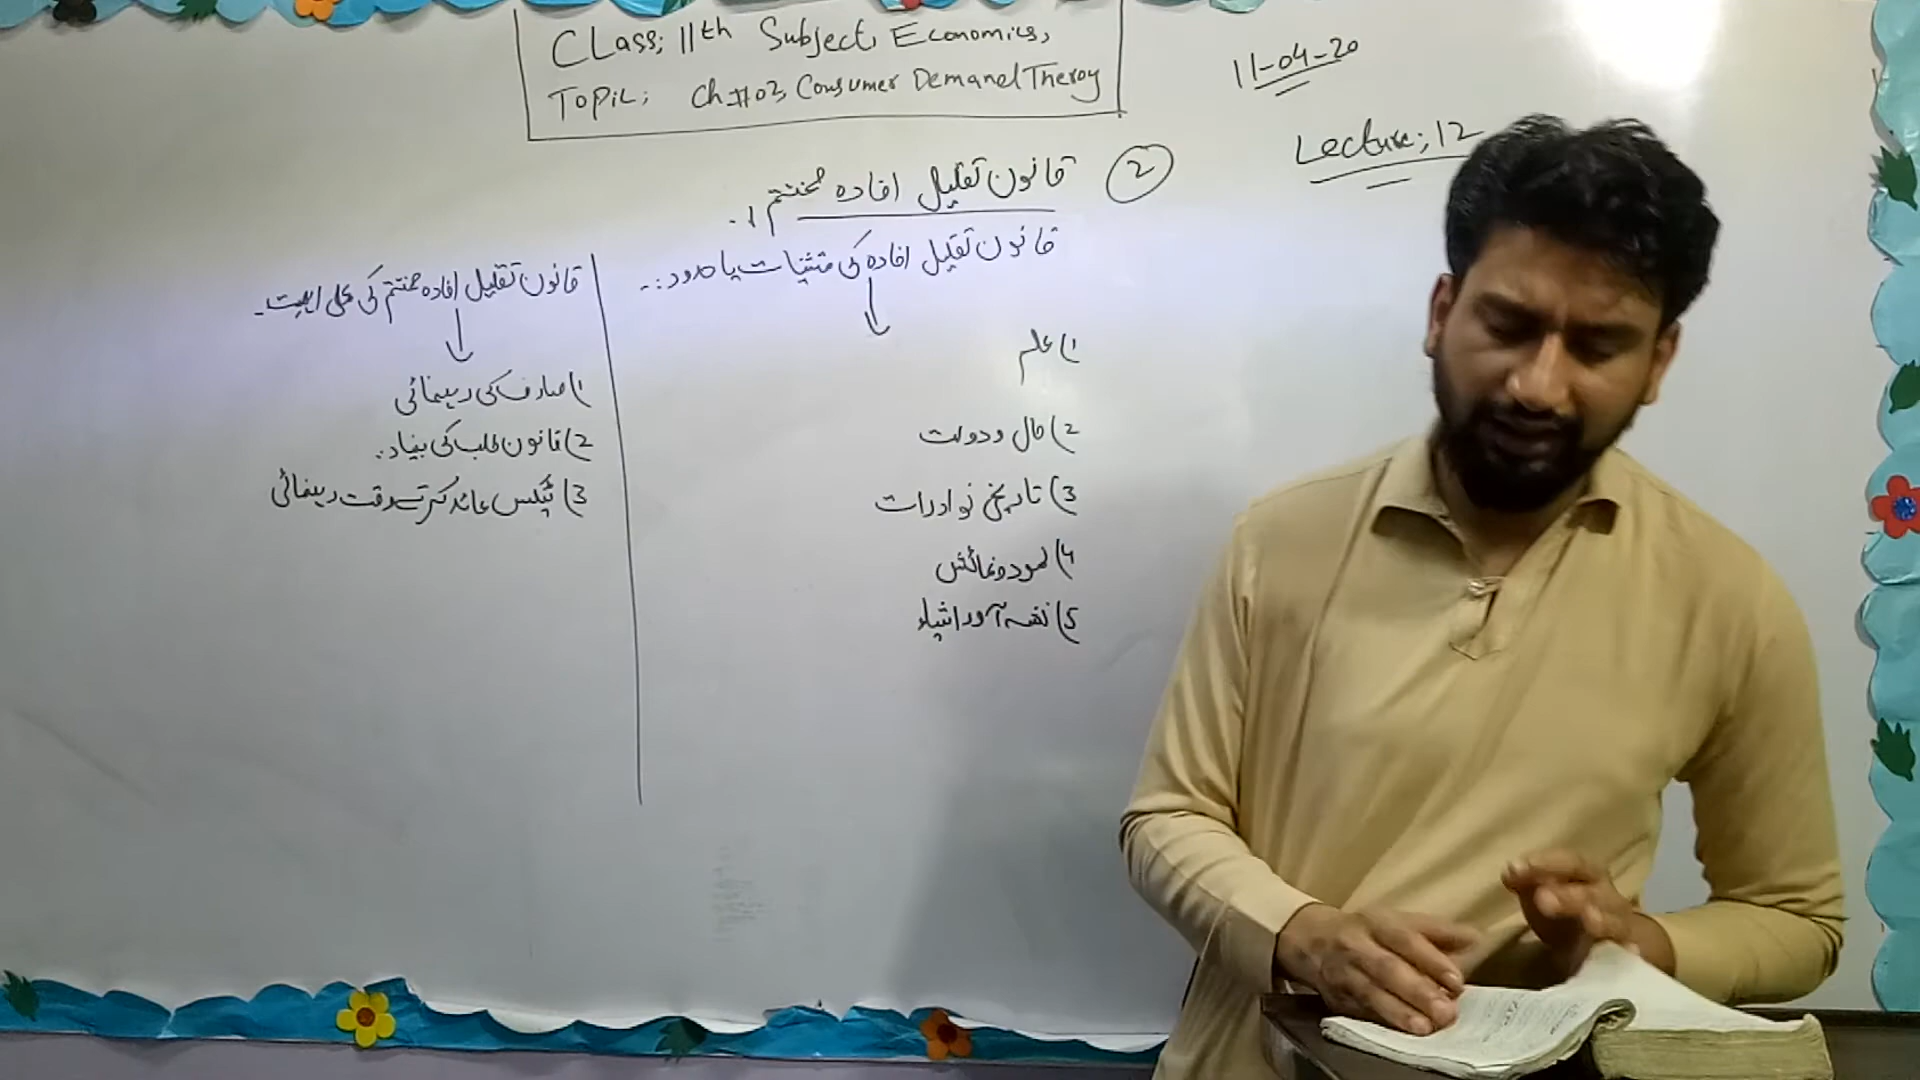 Class; 11th Subject, Economics,
Topic; Ch#02, Consumer Demand Theroy
11-04-20
Lecture; 12
2
قانون تقلیل افادہ مختتم :۔
قانون تقلیل افادہ کی مثتثنیات یا حدود :۔
1) علم
2) مال و دولت
3) تاریخی نوادرات
4) نمود و نمائش
5) نشہ آور اشیاء
قانون تقلیل افادہ مختتم کی عملی اہمیت ۔
1) صارف کی رہنمائی
2) قانون طلب کی بنیاد :
3) ٹیکس عائد کرتے وقت رہنمائی